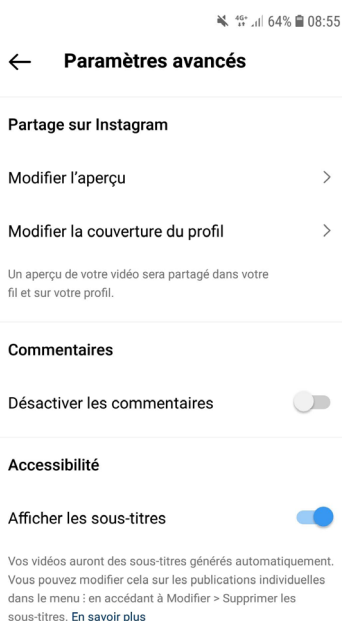 4G+ 64% 08:55
Paramètres avancés
Partage sur Instagram
Modifier l'aperçu
Modifier la couverture du profil
Un aperçu de votre vidéo sera partagé dans votre
fil et sur votre profil.
Commentaires
Désactiver les commentaires
Accessibilité
Afficher les sous-titres
Vos vidéos auront des sous-titres générés automatiquement.
Vous pouvez modifier cela sur les publications individuelles
dans le menu ⋮ en accédant à Modifier > Supprimer les
sous-titres. En savoir plus